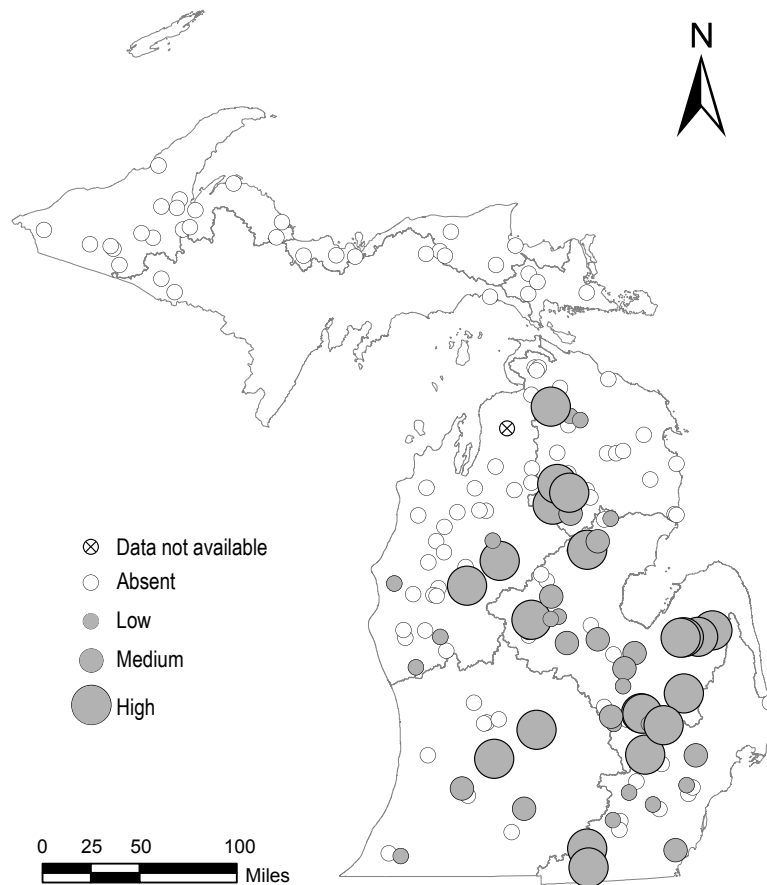 N
Data not available
Absent
Low
Medium
High
0 25 50 100
Miles